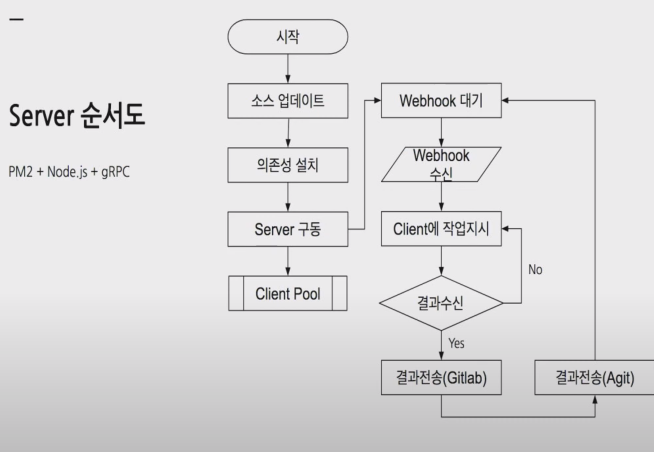 Server 순서도
PM2 + Node.js + gRPC
시작
소스 업데이트
의존성 설치
Server 구동
Client Pool
Webhook 대기
Webhook
수신
Client에 작업지시
결과수신
No
Yes
결과전송(Gitlab)
결과전송(Agit)